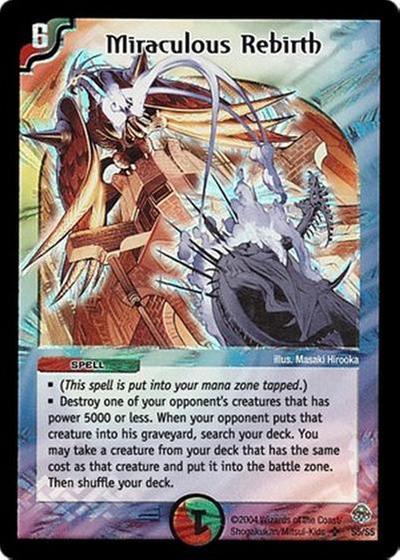 6
Miraculous Rebirth
illus. Masaki Hirooka
SPELL
▪ (This spell is put into your mana zone tapped.)
▪ Destroy one of your opponent's creatures that has
power 5000 or less. When your opponent puts that
creature into his graveyard, search your deck. You
may take a creature from your deck that has the same
cost as that creature and put it into the battle zone.
Then shuffle your deck.
1
©2004 Wizards of the Coast/
Shogakukan/Mitsui-Kids S5/S5